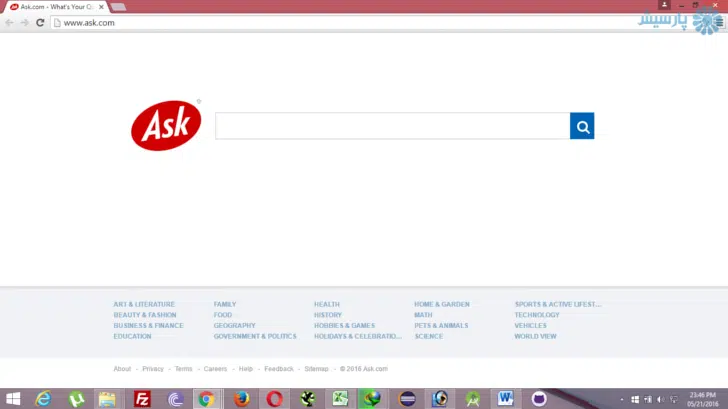 Ask.com - What's Your Qu
www.ask.com
پارسیتر
Ask
ART & LITERATURE FAMILY HEALTH HOME & GARDEN SPORTS & ACTIVE LIFEST...
BEAUTY & FASHION FOOD HISTORY MATH TECHNOLOGY
BUSINESS & FINANCE GEOGRAPHY HOBBIES & GAMES PETS & ANIMALS VEHICLES
EDUCATION GOVERNMENT & POLITICS HOLIDAYS & CELEBRATIO... SCIENCE WORLD VIEW
About - Privacy - Terms - Careers - Help - Feedback - Sitemap - © 2016 Ask.com
23:46 PM
05/21/2016